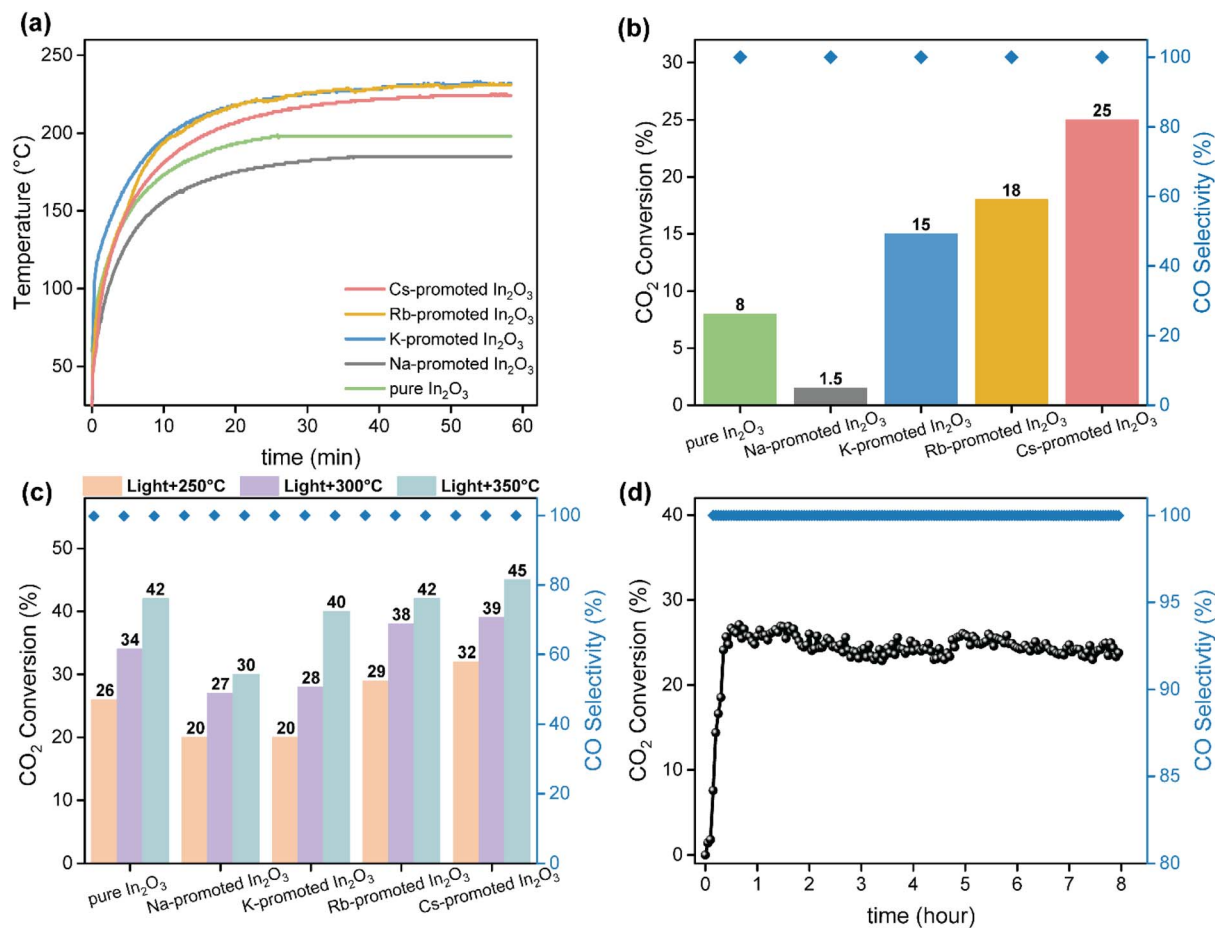 (a)
250
200
150
100
50
0 10 20 30 40 50 60
Temperature (°C)
time (min)
Cs-promoted In₂O₃
Rb-promoted In₂O₃
K-promoted In₂O₃
Na-promoted In₂O₃
pure In₂O₃
(b)
30
25
20
15
10
5
0
CO₂ Conversion (%)
8
1.5
15
18
25
100
80
60
40
20
0
CO Selectivity (%)
pure In₂O₃
Na-promoted In₂O₃
K-promoted In₂O₃
Rb-promoted In₂O₃
Cs-promoted In₂O₃
(c)
Light+250°C Light+300°C Light+350°C
50
40
30
20
10
0
CO₂ Conversion (%)
26 34 42
20 27 30
20 28 40
29 38 42
32 39 45
100
80
60
40
20
0
CO Selectivity (%)
pure In₂O₃
Na-promoted In₂O₃
K-promoted In₂O₃
Rb-promoted In₂O₃
Cs-promoted In₂O₃
(d)
40
30
20
10
0
CO₂ Conversion (%)
0 1 2 3 4 5 6 7 8
time (hour)
100
95
90
85
80
CO Selectivtiy (%)